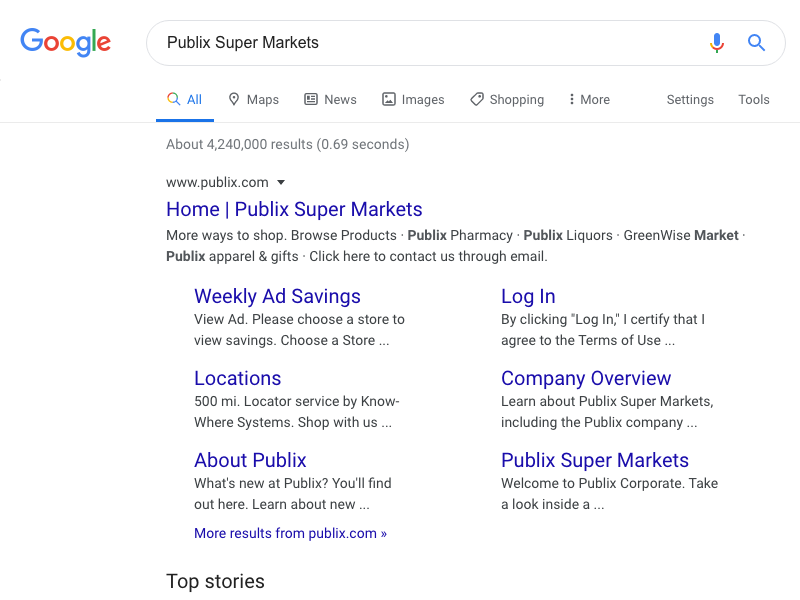 Google
Publix Super Markets
All Maps News Images Shopping More Settings Tools
About 4,240,000 results (0.69 seconds)
www.publix.com
Home | Publix Super Markets
More ways to shop. Browse Products · Publix Pharmacy · Publix Liquors · GreenWise Market ·
Publix apparel & gifts · Click here to contact us through email.
Weekly Ad Savings
View Ad. Please choose a store to
view savings. Choose a Store ...
Log In
By clicking "Log In," I certify that I
agree to the Terms of Use ...
Locations
500 mi. Locator service by Know-
Where Systems. Shop with us ...
Company Overview
Learn about Publix Super Markets,
including the Publix company ...
About Publix
What's new at Publix? You'll find
out here. Learn about new ...
Publix Super Markets
Welcome to Publix Corporate. Take
a look inside a ...
More results from publix.com »
Top stories